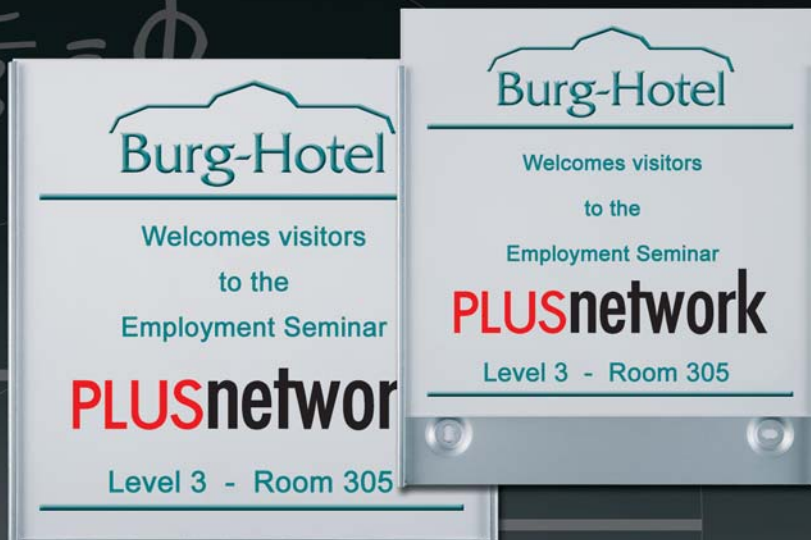 Burg-Hotel
Welcomes visitors
to the
Employment Seminar
PLUSnetwor
Level 3 - Room 305
Burg-Hotel
Welcomes visitors
to the
Employment Seminar
PLUSnetwork
Level 3 - Room 305